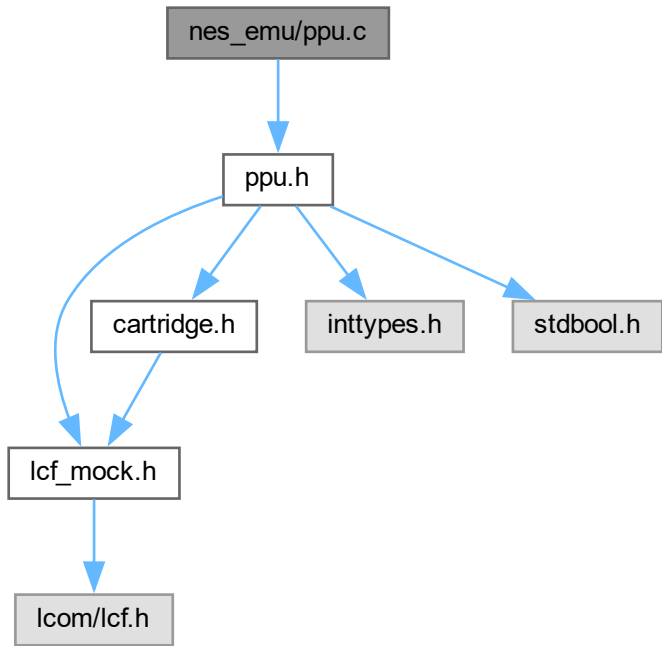 nes_emu/ppu.c
ppu.h
cartridge.h
inttypes.h
stdbool.h
lcf_mock.h
lcom/lcf.h